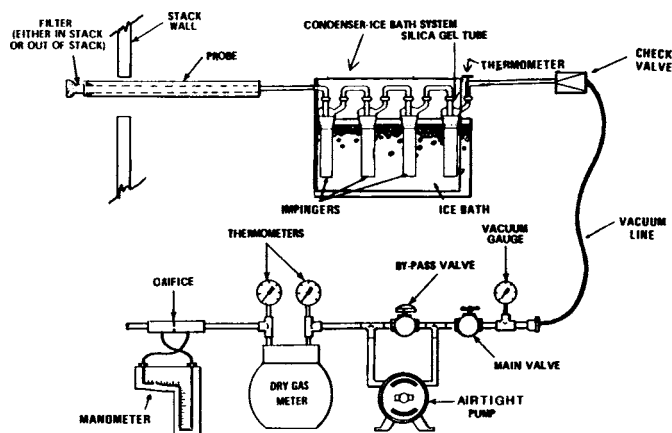 FILTER
(EITHER IN STACK
OR OUT OF STACK)
STACK
WALL
PROBE
CONDENSER-ICE BATH SYSTEM
SILICA GEL TUBE
THERMOMETER
CHECK
VALVE
IMPINGERS
ICE BATH
VACUUM
LINE
THERMOMETERS
VACUUM
GAUGE
BY-PASS VALVE
ORIFICE
MAIN VALVE
DRY GAS
METER
AIRTIGHT
PUMP
MANOMETER